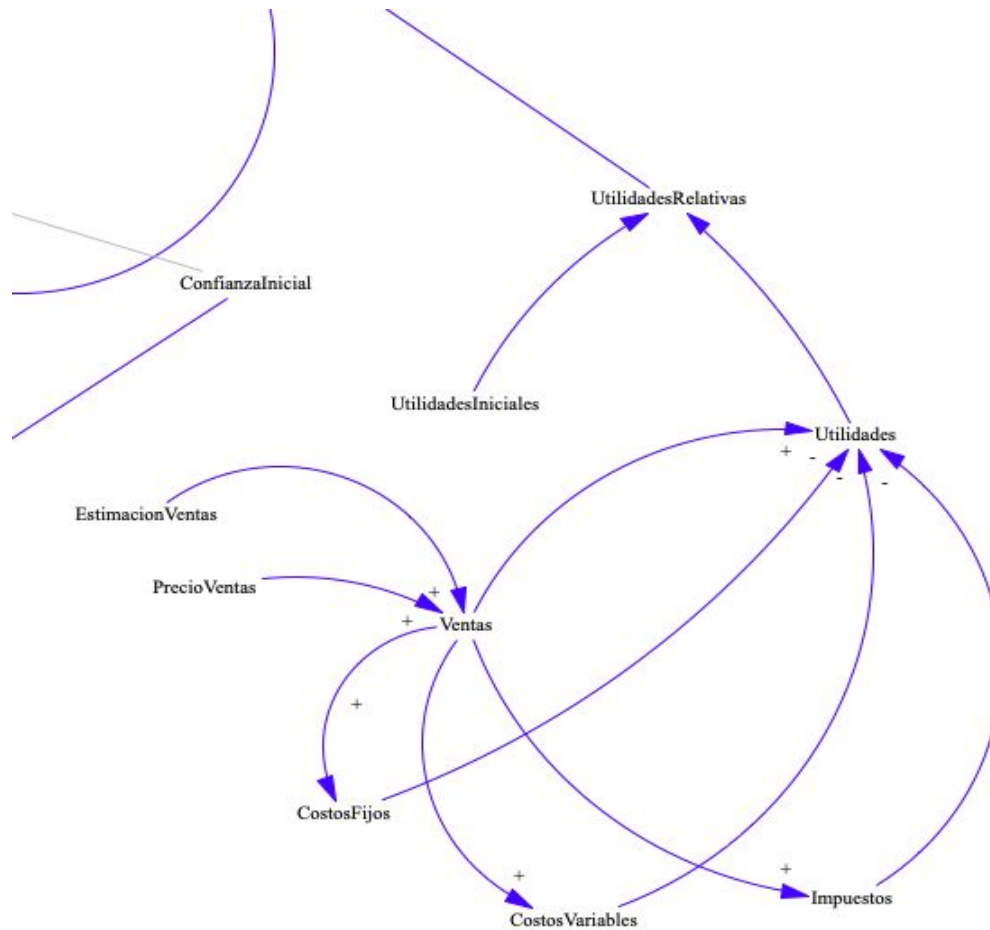 UtilidadesRelativas
ConfianzaInicial
UtilidadesIniciales
Utilidades
+ -
- -
EstimacionVentas
PrecioVentas
+
+ Ventas
+
CostosFijos
+
+
Impuestos
CostosVariables